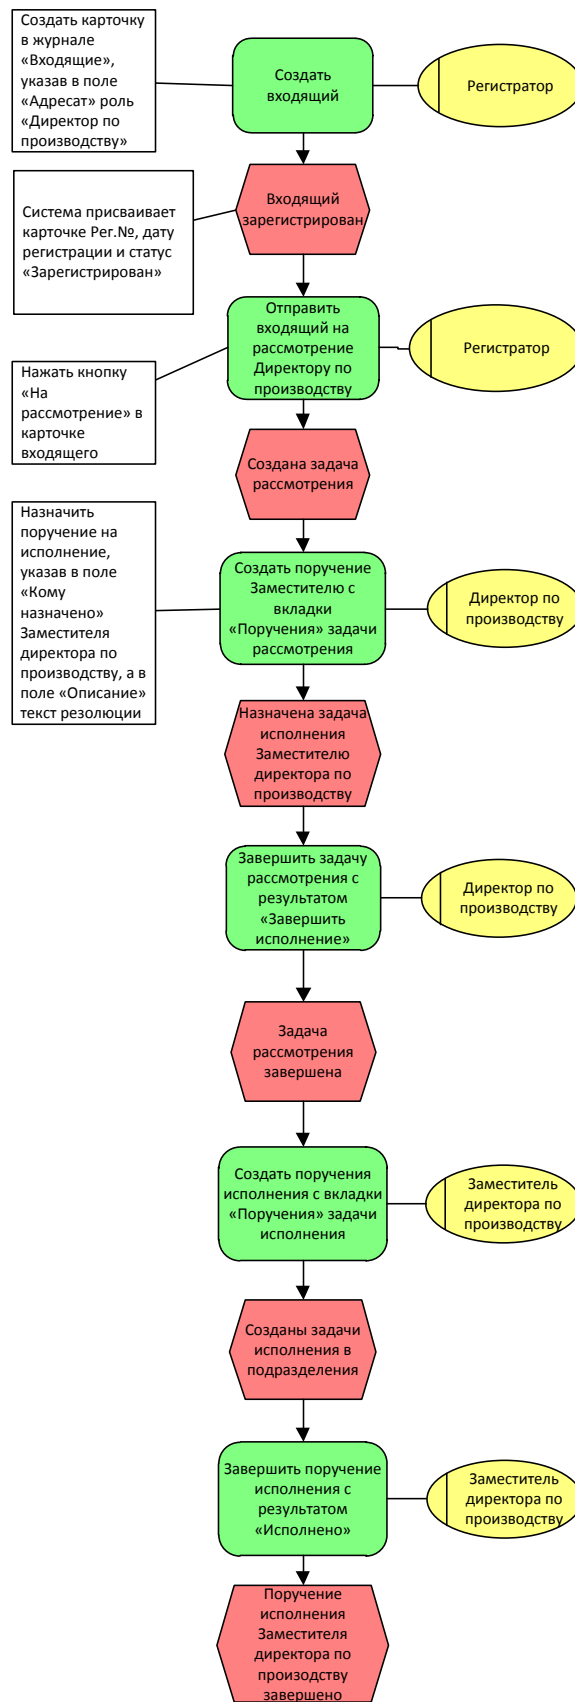 Создать карточку
в журнале
«Входящие»,
указав в поле
«Адресат» роль
«Директор по
производству»
Создать
входящий
Регистратор
Система присваивает
карточке Рег.№, дату
регистрации и статус
«Зарегистрирован»
Входящий
зарегистрирован
Отправить
входящий на
рассмотрение
Директору по
производству
Регистратор
Нажать кнопку
«На
рассмотрение» в
карточке
входящего
Создана задача
рассмотрения
Назначить
поручение на
исполнение,
указав в поле
«Кому
назначено»
Заместителя
директора по
производству, а в
поле «Описание»
текст резолюции
Создать поручение
Заместителю с
вкладки
«Поручения» задачи
рассмотрения
Директор по
производству
Назначена задача
исполнения
Заместителю
директора по
производству
Завершить задачу
рассмотрения с
результатом
«Завершить
исполнение»
Директор по
производству
Задача
рассмотрения
завершена
Создать поручения
исполнения с вкладки
«Поручения» задачи
исполнения
Заместитель
директора по
производству
Созданы задачи
исполнения в
подразделения
Завершить поручение
исполнения с
результатом
«Исполнено»
Заместитель
директора по
производству
Поручение
исполнения
Заместителя
директора по
произодству
завершено